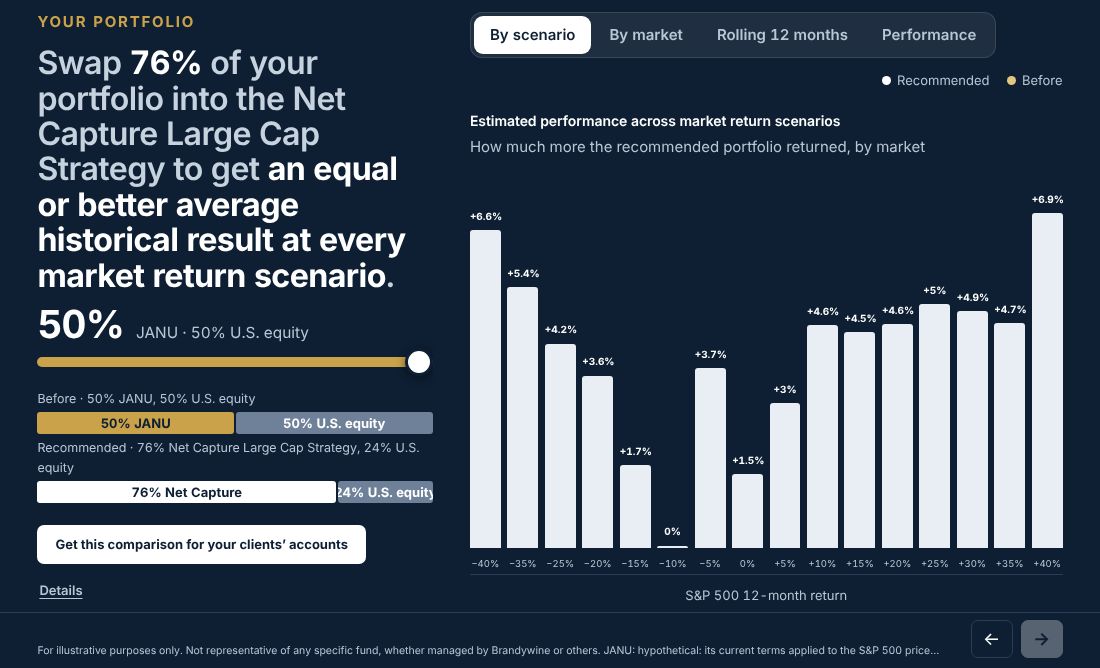 YOUR PORTFOLIO
Swap 76% of your
portfolio into the Net
Capture Large Cap
Strategy to get an equal
or better average
historical result at every
market return scenario.
50% JANU · 50% U.S. equity
Before · 50% JANU, 50% U.S. equity
50% JANU 50% U.S. equity
Recommended · 76% Net Capture Large Cap Strategy, 24% U.S.
equity
76% Net Capture 24% U.S. equity
Get this comparison for your clients’ accounts
Details
By scenario By market Rolling 12 months Performance
Recommended Before
Estimated performance across market return scenarios
How much more the recommended portfolio returned, by market
+6.6% +5.4% +4.2% +3.6% +1.7% 0% +3.7% +1.5% +3% +4.6% +4.5% +4.6% +5% +4.9% +4.7% +6.9%
−40% −35% −25% −20% −15% −10% −5% 0% +5% +10% +15% +20% +25% +30% +35% +40%
S&P 500 12-month return
For illustrative purposes only. Not representative of any specific fund, whether managed by Brandywine or others. JANU: hypothetical: its current terms applied to the S&P 500 price...